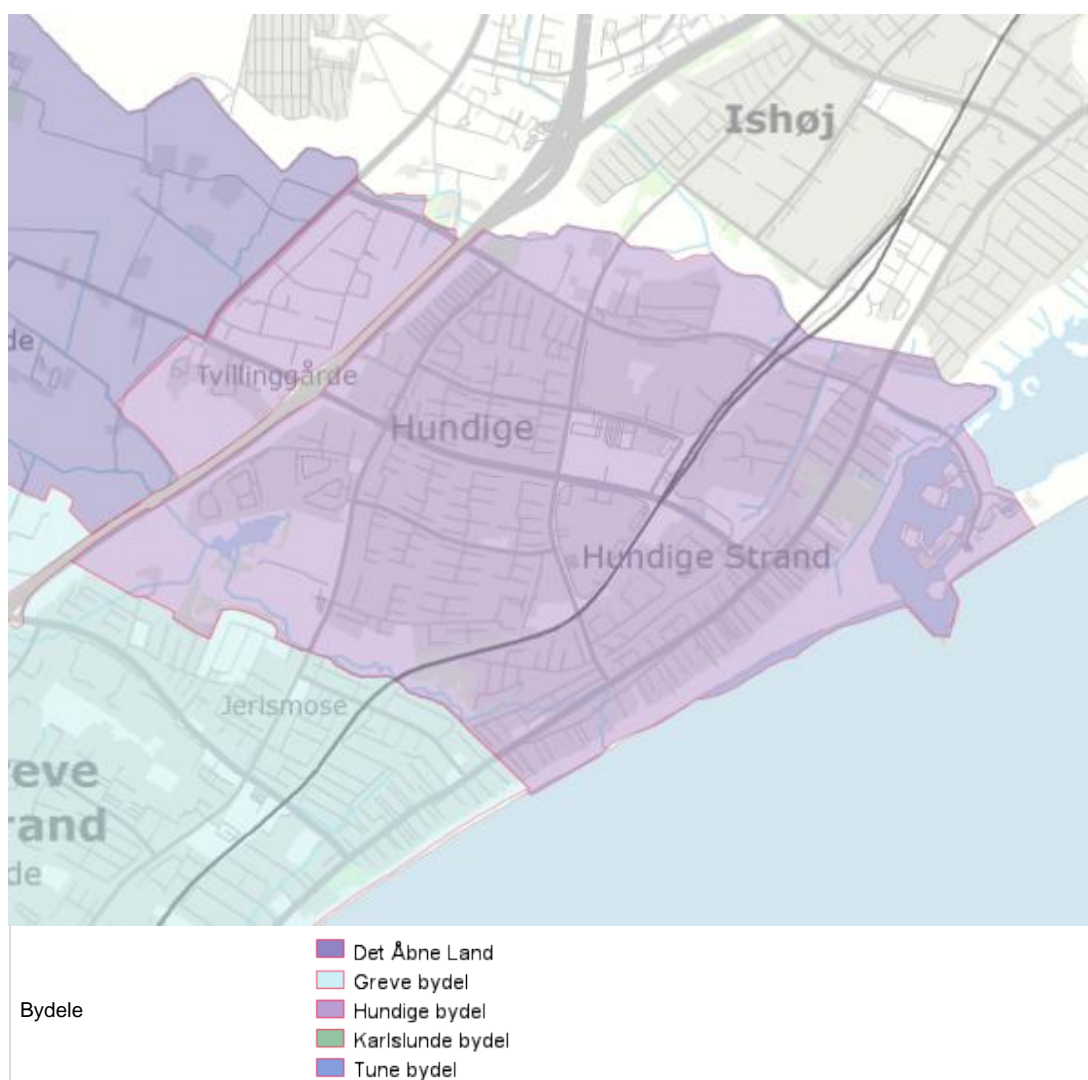 Ishøj
de
Tvillinggårde
Hundige
Hundige Strand
Jerlsmose
eve
rand
de
Bydele
Det Åbne Land
Greve bydel
Hundige bydel
Karlslunde bydel
Tune bydel